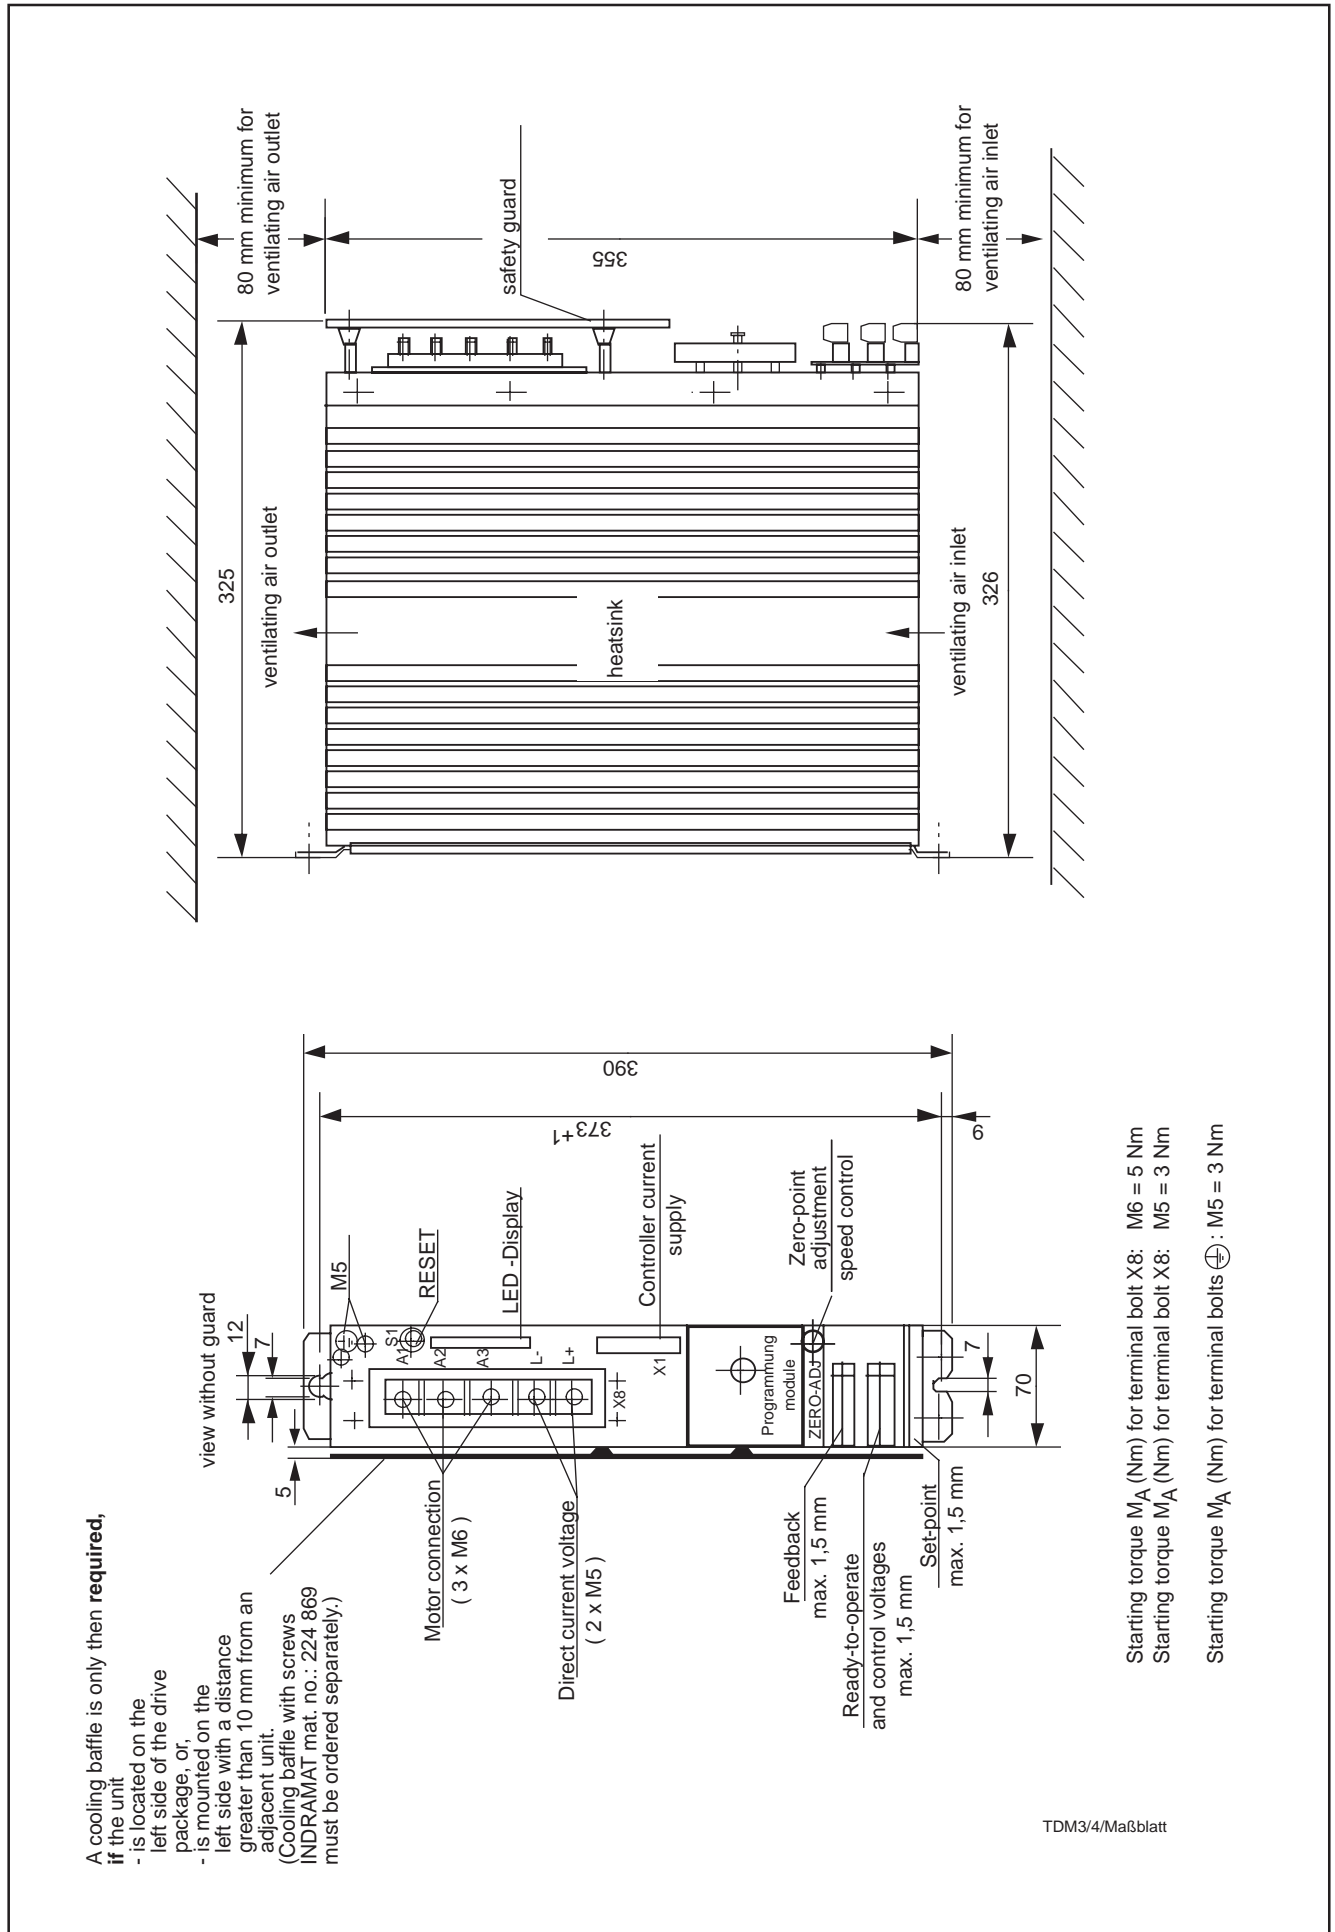 A cooling baffle is only then required,
if the unit
- is located on the
left side of the drive
package, or,
- is mounted on the
left side with a distance
greater than 10 mm from an
adjacent unit.
(Cooling baffle with screws
INDRAMAT mat. no.: 224 869
must be ordered separately.)
view without guard
5
12
7
M5
S1
RESET
A1
A2
A3
L-
L+
LED -Display
X8
X1
Controller current
supply
Motor connection
( 3 x M6 )
Direct current voltage
( 2 x M5 )
Programmung
module
ZERO-ADJ
Zero-point
adjustment
speed control
Feedback
max. 1,5 mm
Ready-to-operate
and control voltages
max. 1,5 mm
Set-point
max. 1,5 mm
7
70
373+1
390
9
Starting torque MA (Nm) for terminal bolt X8: M6 = 5 Nm
Starting torque MA (Nm) for terminal bolt X8: M5 = 3 Nm
Starting torque MA (Nm) for terminal bolts ⏚: M5 = 3 Nm
80 mm minimum for
ventilating air outlet
325
ventilating air outlet
safety guard
355
heatsink
80 mm minimum for
ventilating air inlet
ventilating air inlet
326
TDM3/4/Maßblatt